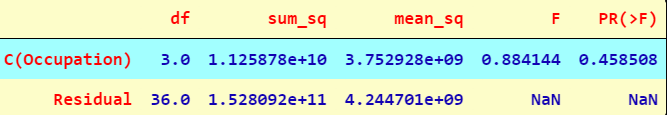 df sum_sq mean_sq F PR(>F)
C(Occupation) 3.0 1.125878e+10 3.752928e+09 0.884144 0.458508
Residual 36.0 1.528092e+11 4.244701e+09 NaN NaN